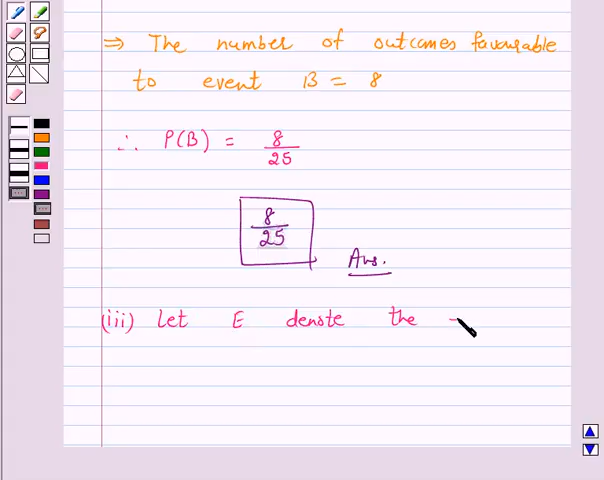 ⇒ The number of outcomes favourable
to event B = 8
∴ P(B) = 8/25
8/25
Ans.
(iii) Let E denote the